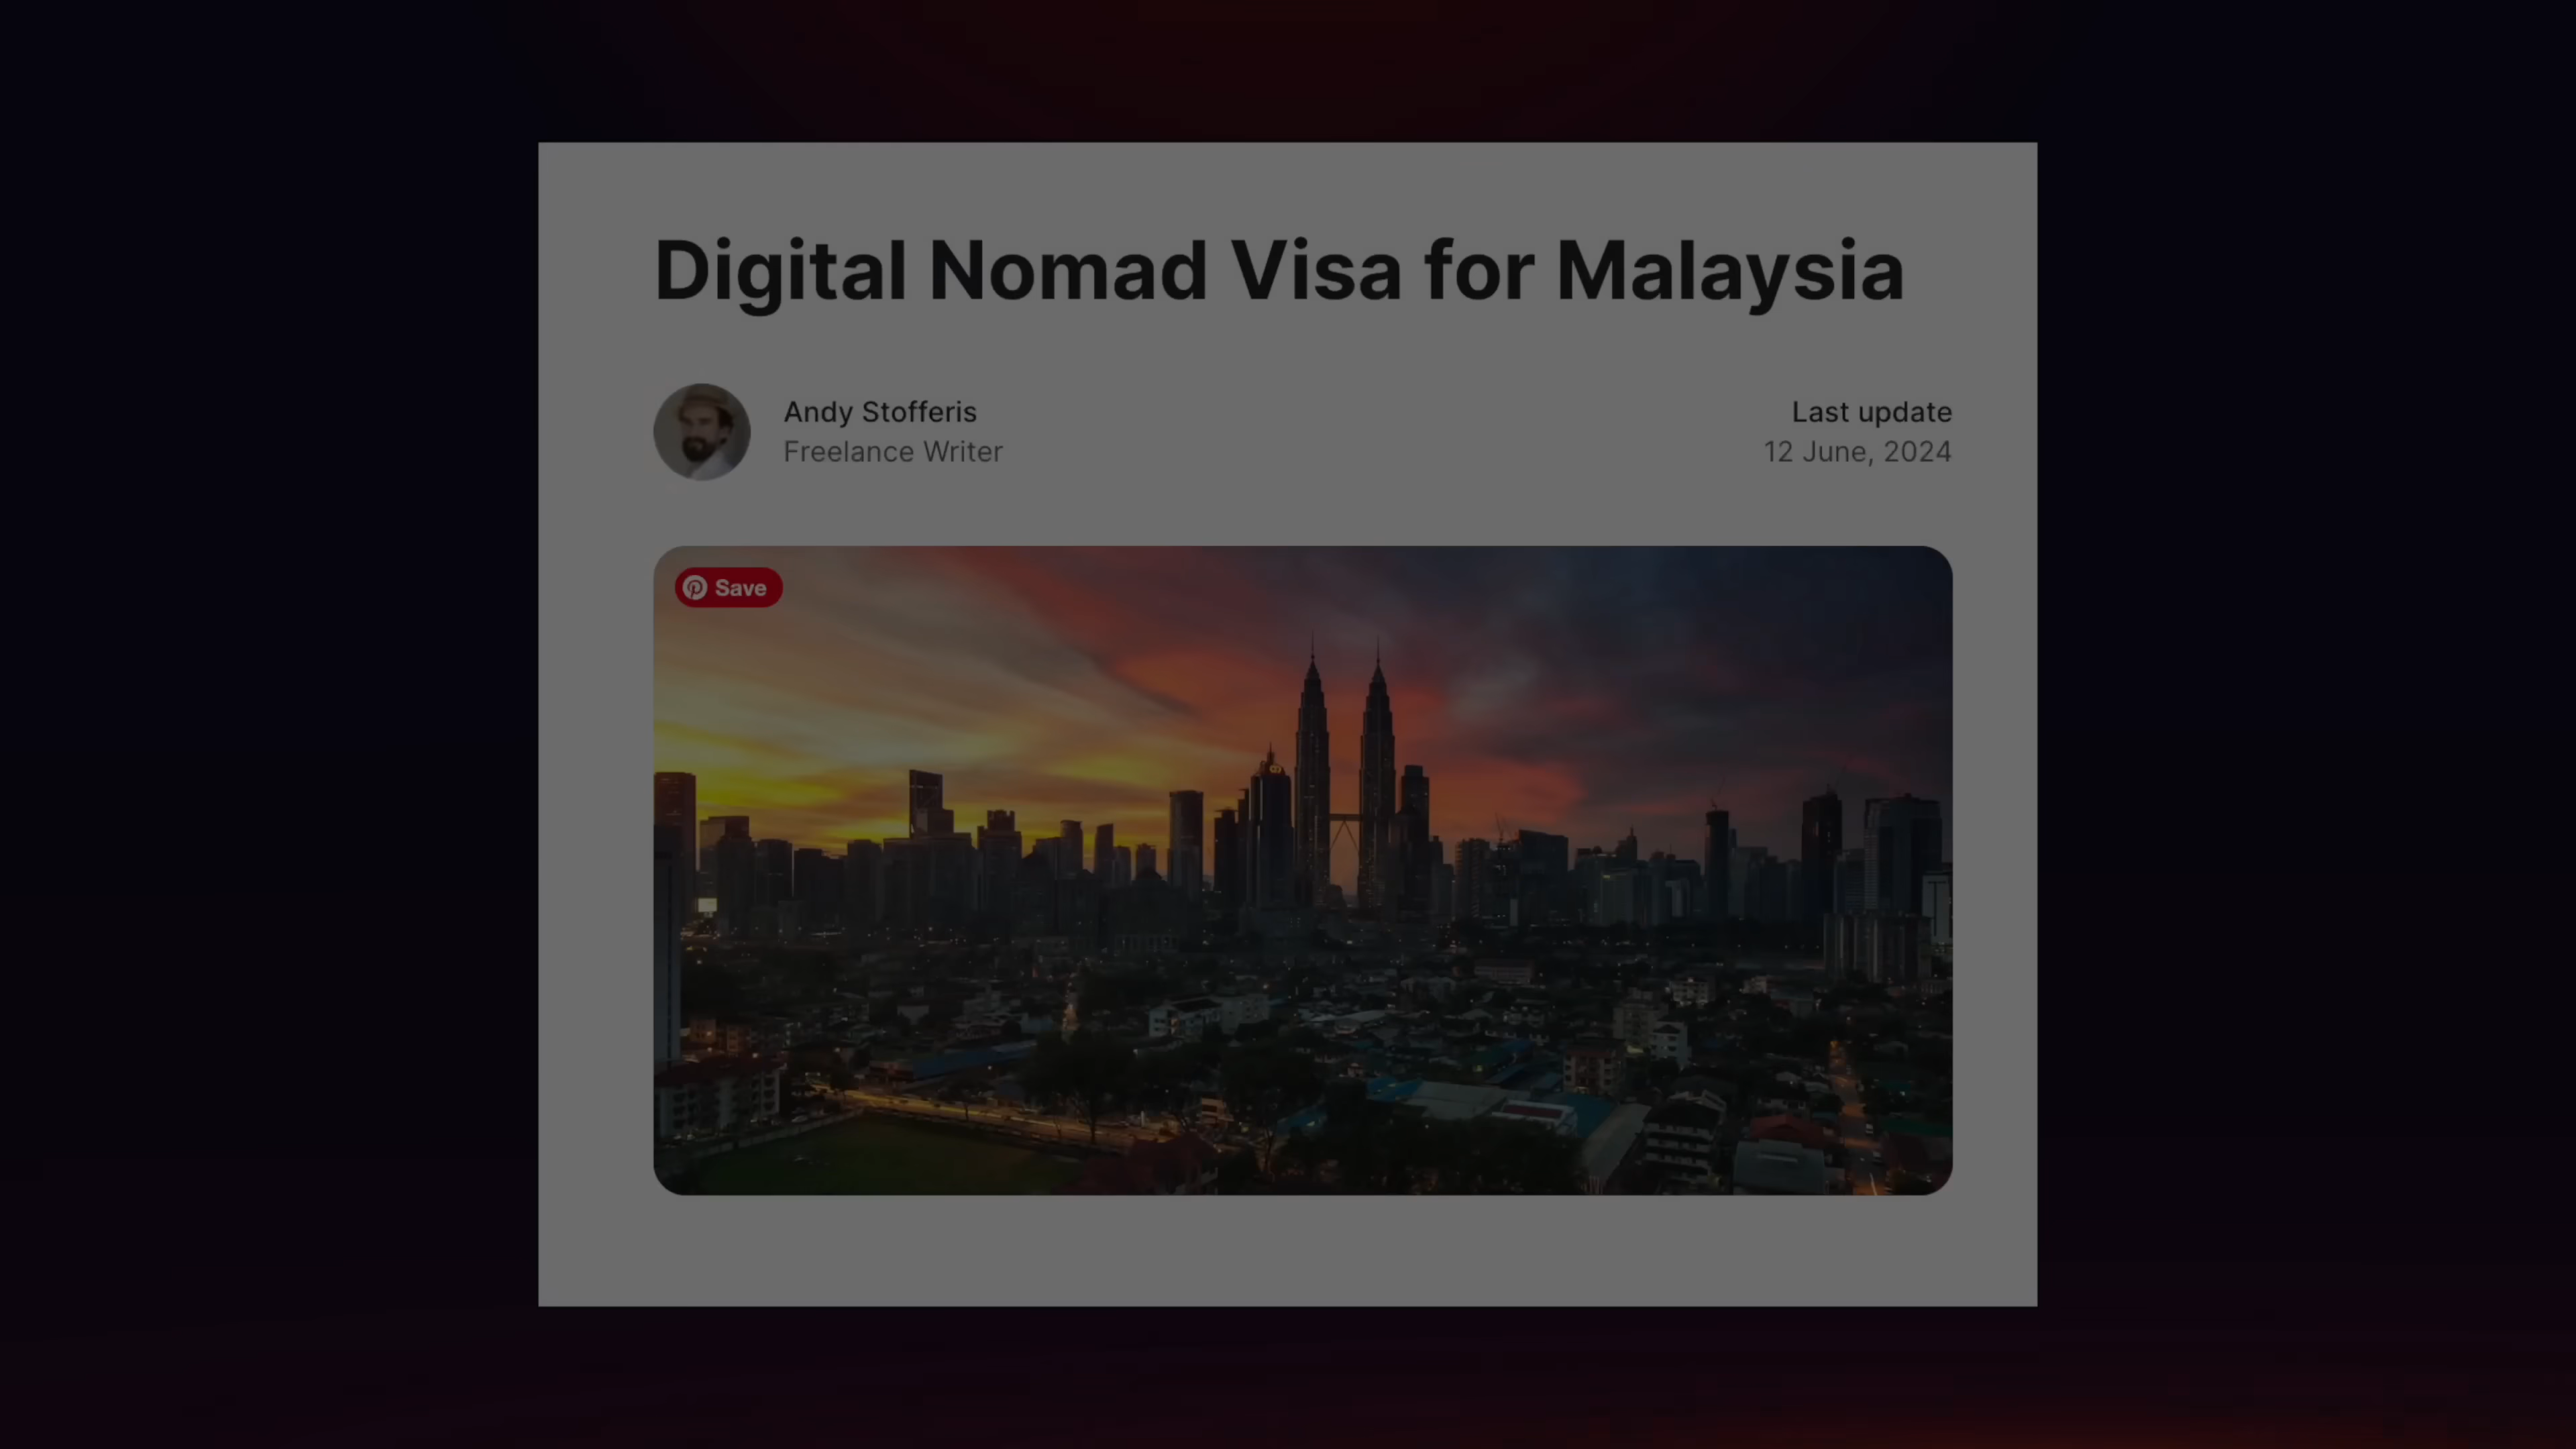 Digital Nomad Visa for Malaysia
Andy Stofferis
Freelance Writer
Last update
12 June, 2024
Save